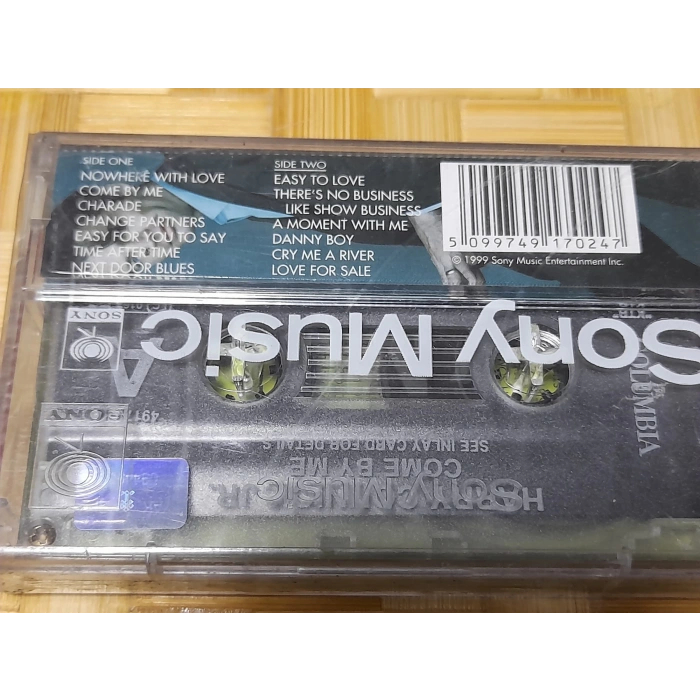 SIDE ONE
NOWHERE WITH LOVE
COME BY ME
CHARADE
CHANGE PARTNERS
EASY FOR YOU TO SAY
TIME AFTER TIME
NEXT DOOR BLUES
SIDE TWO
EASY TO LOVE
THERE'S NO BUSINESS
LIKE SHOW BUSINESS
A MOMENT WITH ME
DANNY BOY
CRY ME A RIVER
LOVE FOR SALE
5 099749 170247
© 1999 Sony Music Entertainment Inc.
SONY
Sony Music
A
COLUMBIA
SONY
SEE INLAY CARD FOR DETAILS
COME BY ME
Sony Music